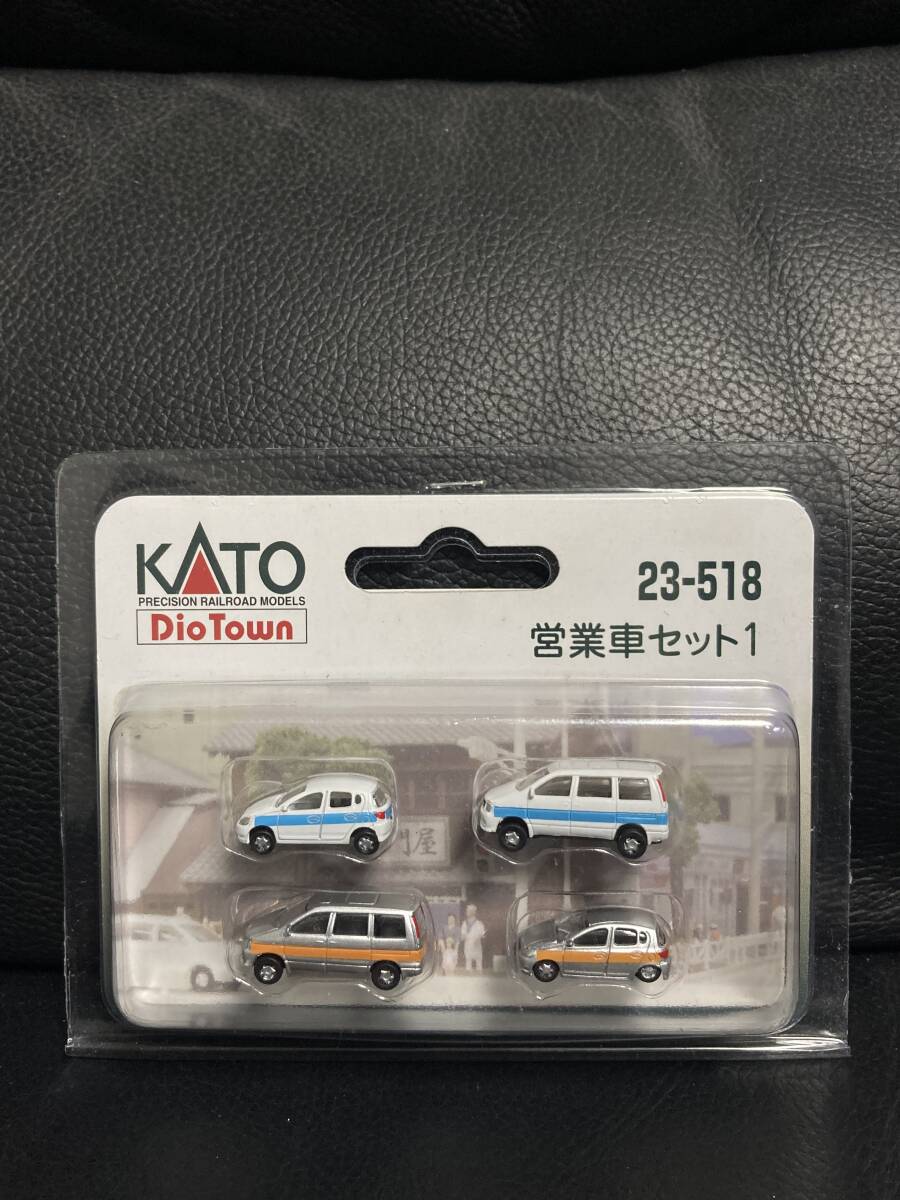 KATO
PRECISION RAILROAD MODELS
DioTown
23-518
営業車セット1